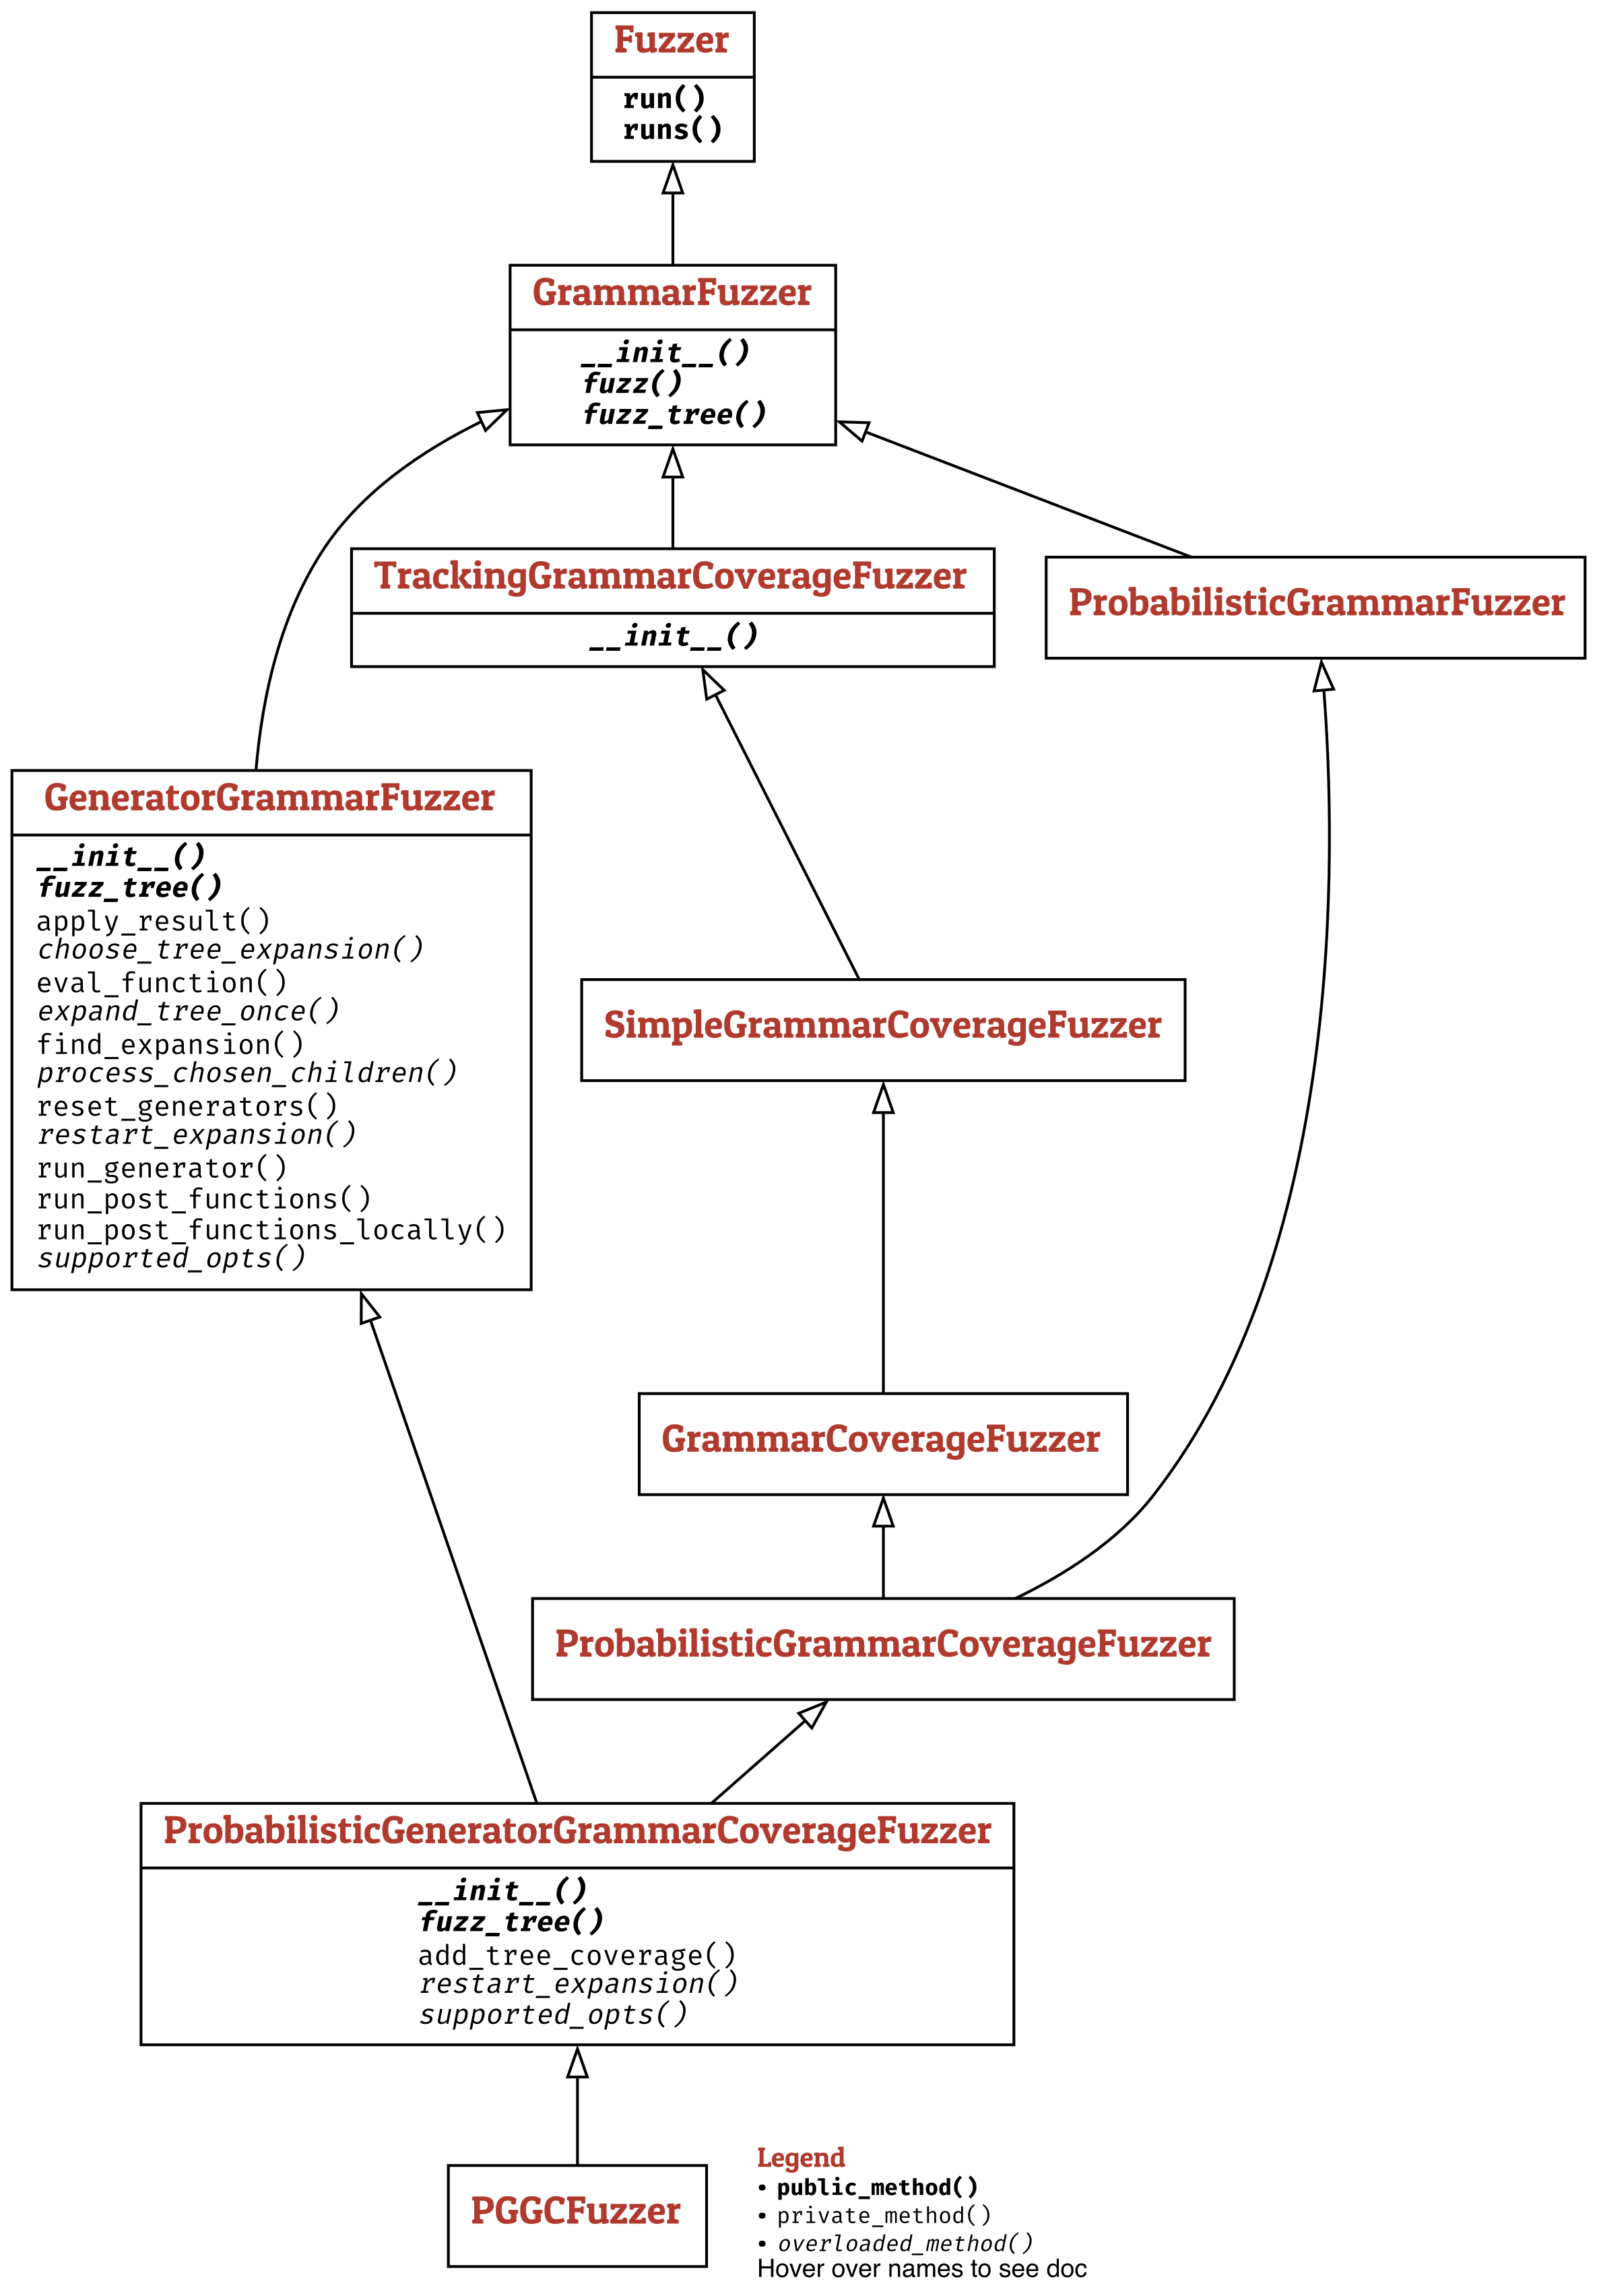 Fuzzer
run()
runs()
GrammarFuzzer
__init__()
fuzz()
fuzz_tree()
TrackingGrammarCoverageFuzzer
__init__()
ProbabilisticGrammarFuzzer
GeneratorGrammarFuzzer
__init__()
fuzz_tree()
apply_result()
choose_tree_expansion()
eval_function()
expand_tree_once()
find_expansion()
process_chosen_children()
reset_generators()
restart_expansion()
run_generator()
run_post_functions()
run_post_functions_locally()
supported_opts()
SimpleGrammarCoverageFuzzer
GrammarCoverageFuzzer
ProbabilisticGrammarCoverageFuzzer
ProbabilisticGeneratorGrammarCoverageFuzzer
__init__()
fuzz_tree()
add_tree_coverage()
restart_expansion()
supported_opts()
PGGCFuzzer
Legend
• public_method()
• private_method()
• overloaded_method()
Hover over names to see doc